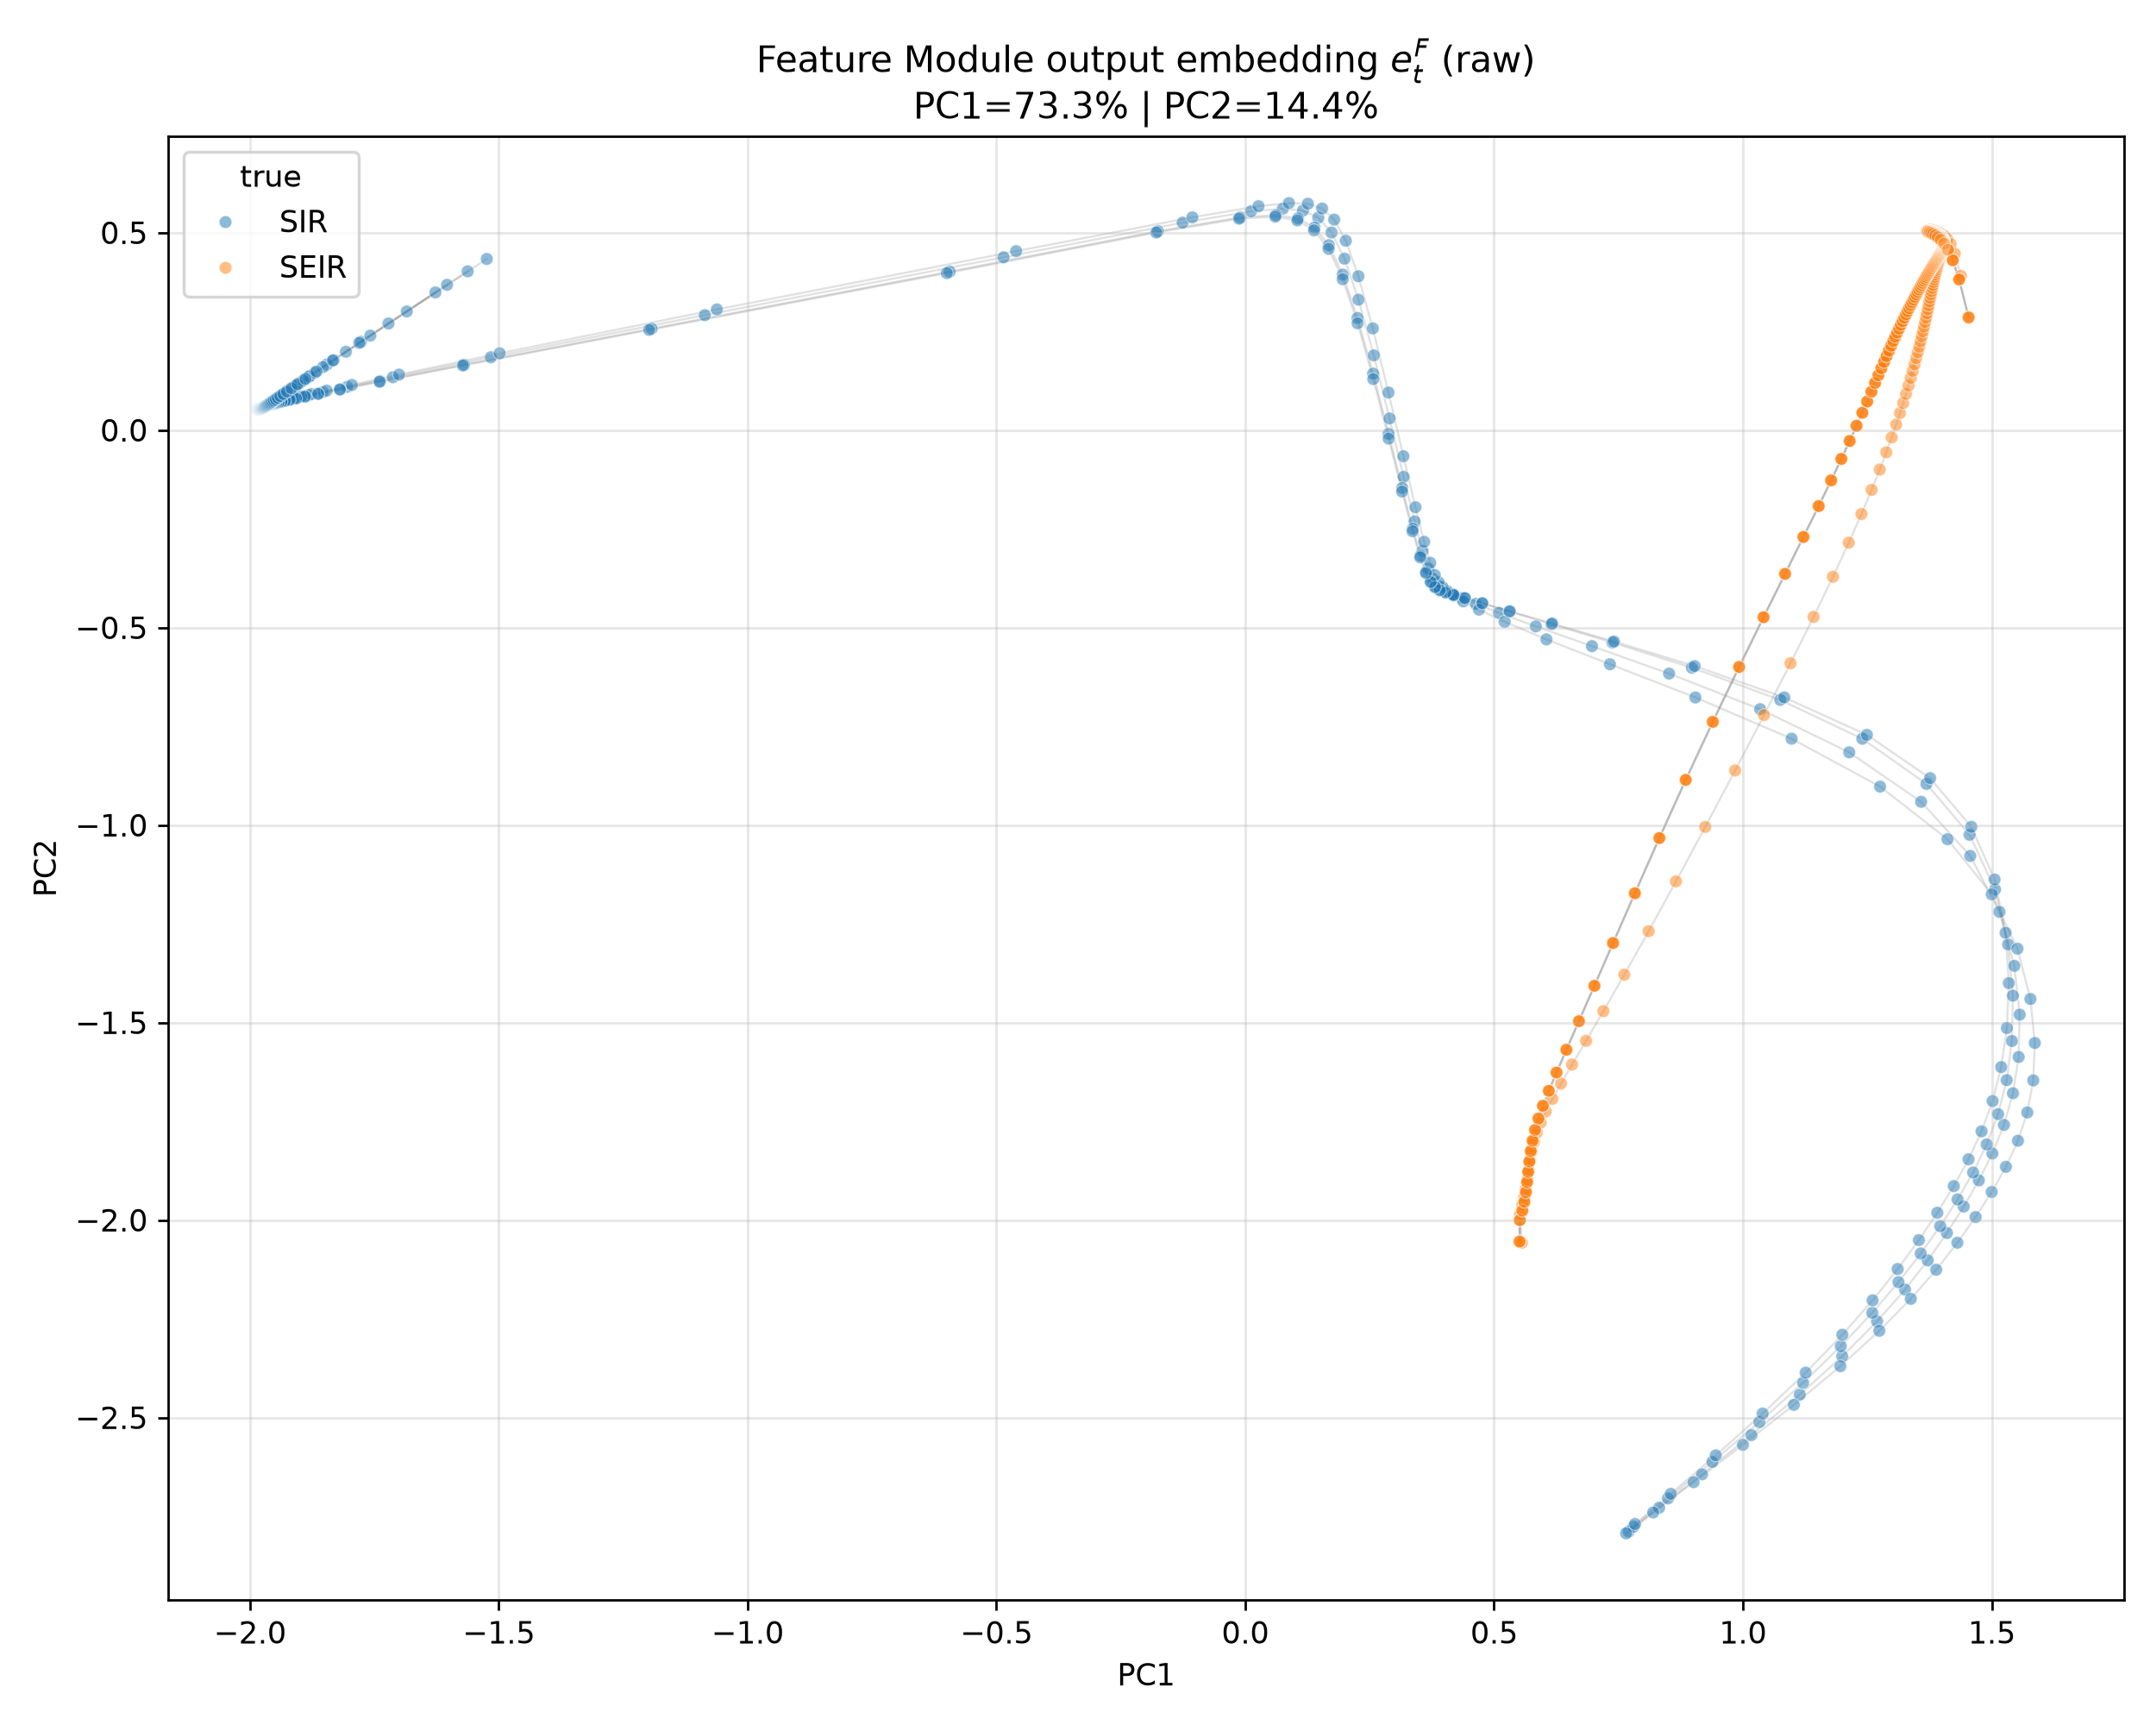 Feature Module output embedding $e_t^F$ (raw)
PC1=73.3% | PC2=14.4%
true
SIR
SEIR
0.5
0.0
−0.5
−1.0
−1.5
−2.0
−2.5
PC2
−2.0 −1.5 −1.0 −0.5 0.0 0.5 1.0 1.5
PC1